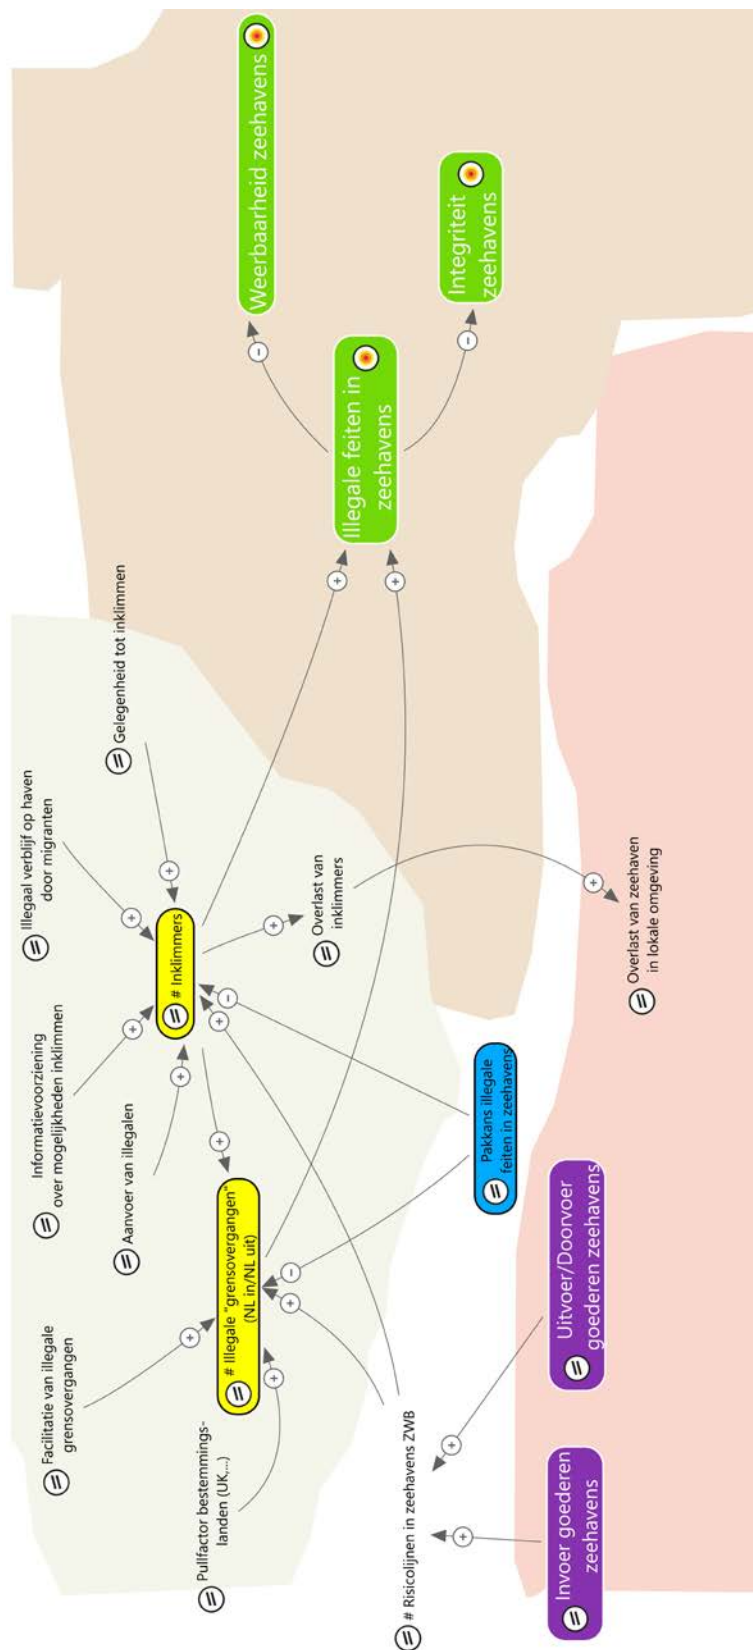 Facilitatie van illegale
grensovergangen
Informatievoorziening
over mogelijkheden inklimmen
Illegaal verblijf op haven
door migranten
Aanvoer van illegalen
Gelegenheid tot inklimmen
# Inklimmers
Pullfactor bestemmings-
landen (UK,...)
# Illegale "grensovergangen"
(NL in/NL uit)
Weerbaarheid zeehavens
Overlast van
inklimmers
Illegale feiten in
zeehavens
# Risicolijnen in zeehavens ZWB
Integriteit
zeehavens
Pakkans illegale
feiten in zeehavens
Invoer goederen
zeehavens
Uitvoer/Doorvoer
goederen zeehavens
Overlast van zeehaven
in lokale omgeving